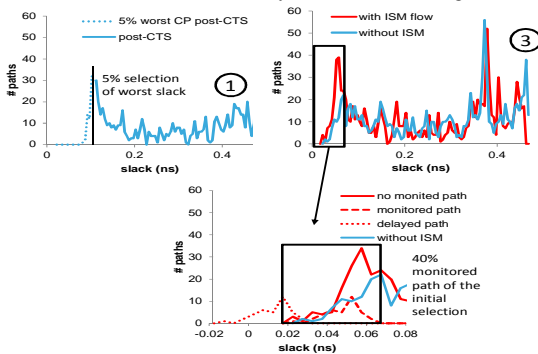 5% worst CP post-CTS
post-CTS
with ISM flow
without ISM
# paths
60
50
40
30
20
10
0
5% selection
of worst slack
1
0
0.2
0.4
slack (ns)
# paths
60
50
40
30
20
10
0
3
0
0.2
0.4
slack (ns)
no monited path
monitored path
delayed path
without ISM
# paths
60
50
40
30
20
10
0
40%
monitored
path of the
initial
selection
-0.02
0
0.02
0.04
0.06
0.08
slack (ns)